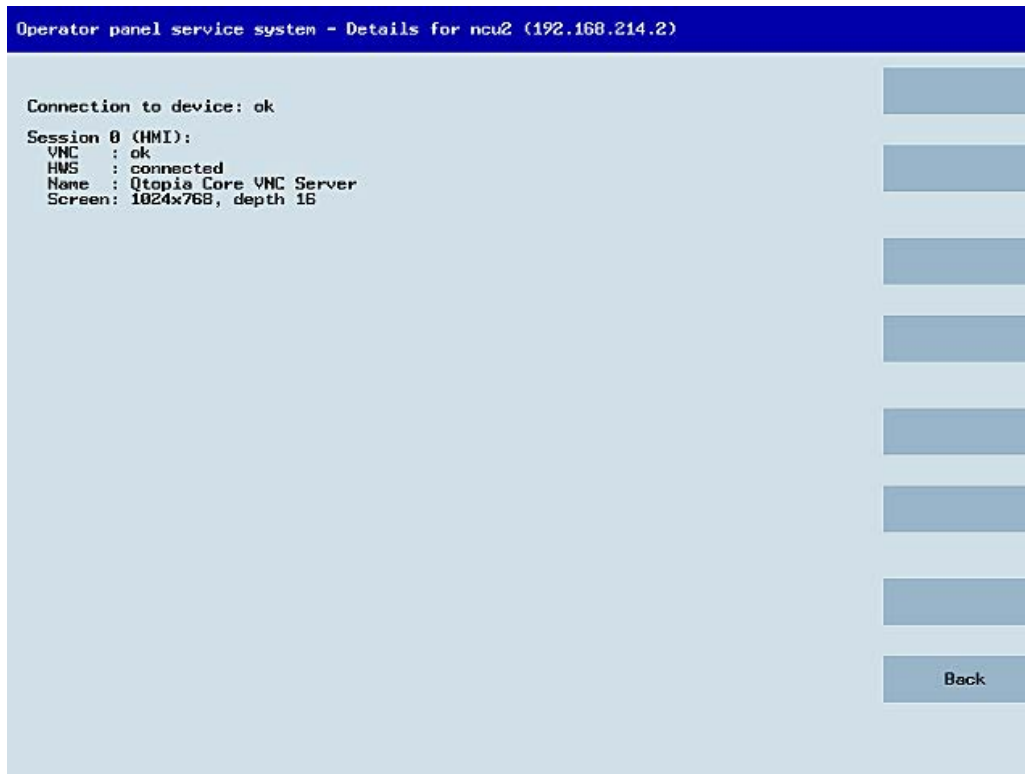 Operator panel service system - Details for ncu2 (192.168.214.2)
Connection to device: ok
Session 0 (HMI):
VNC : ok
HWS : connected
Name : Qtopia Core VNC Server
Screen: 1024x768, depth 16
Back